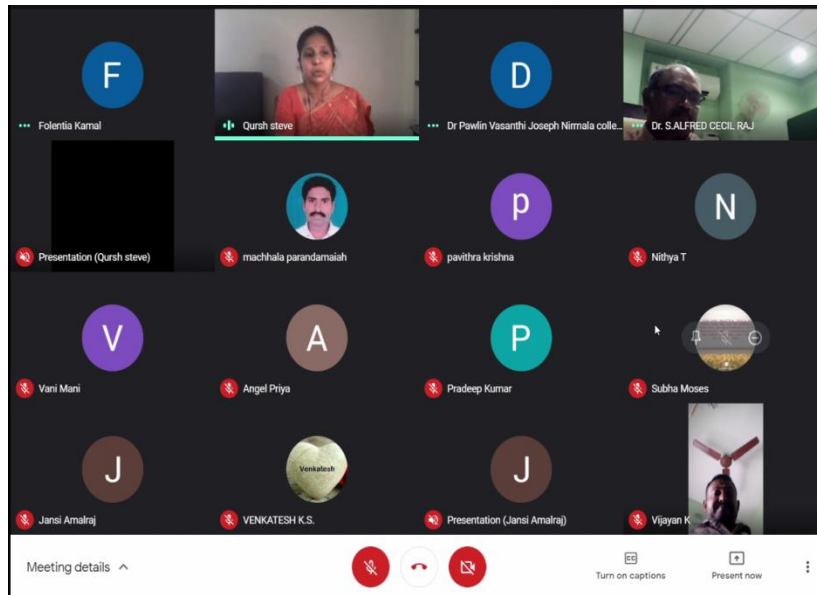 F
Folentia Kamal
Qursh steve
D
Dr Pawlin Vasanthi Joseph Nirmala colle...
Dr. S.ALFRED CECIL RAJ
Presentation (Qursh steve)
machhala parandamaiah
p
pavithra krishna
N
Nithya T
V
Vani Mani
A
Angel Priya
P
Pradeep Kumar
Subha Moses
J
Jansi Amalraj
Venkatesh
VENKATESH K.S.
J
Presentation (Jansi Amalraj)
Vijayan K
Meeting details
CC
Turn on captions
Present now